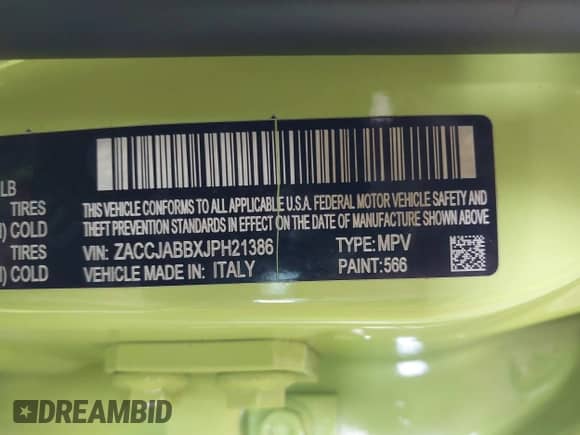 LB
TIRES
) COLD
TIRES
) COLD
THIS VEHICLE CONFORMS TO ALL APPLICABLE U.S.A. FEDERAL MOTOR VEHICLE SAFETY AND
THEFT PREVENTION STANDARDS IN EFFECT ON THE DATE OF MANUFACTURE SHOWN ABOVE.
VIN: ZACCJABBXJPH21386 TYPE: MPV
VEHICLE MADE IN: ITALY PAINT: 566
DREAMBID